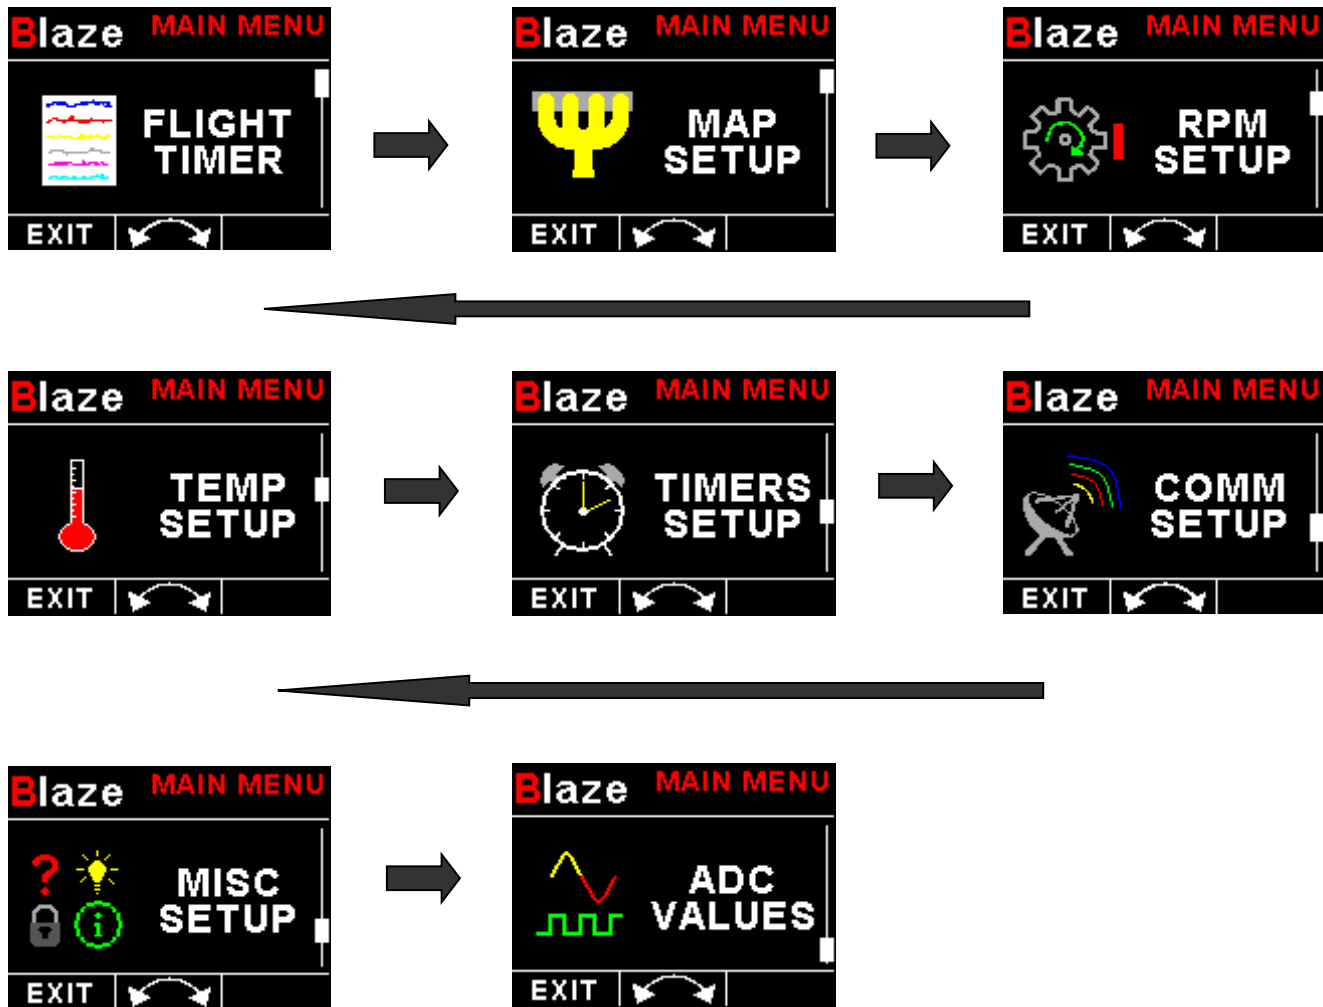 Blaze MAIN MENU
FLIGHT
TIMER
EXIT
Blaze MAIN MENU
MAP
SETUP
EXIT
Blaze MAIN MENU
RPM
SETUP
EXIT
Blaze MAIN MENU
TEMP
SETUP
EXIT
Blaze MAIN MENU
TIMERS
SETUP
EXIT
Blaze MAIN MENU
COMM
SETUP
EXIT
Blaze MAIN MENU
?
i
MISC
SETUP
EXIT
Blaze MAIN MENU
ADC
VALUES
EXIT